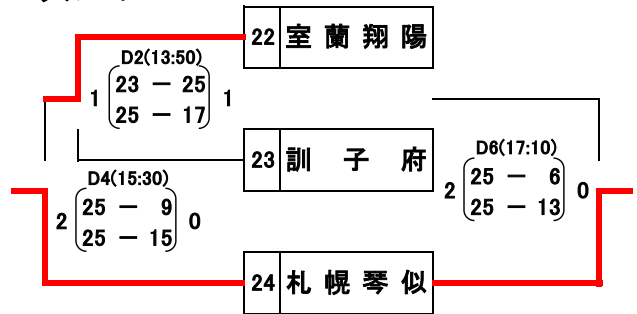 22 室蘭翔陽
D2(13:50)
1 23 － 25 1
25 － 17
23 訓子府
D4(15:30)
2 25 － 9 0
25 － 15
D6(17:10)
2 25 － 6 0
25 － 13
24 札幌琴似